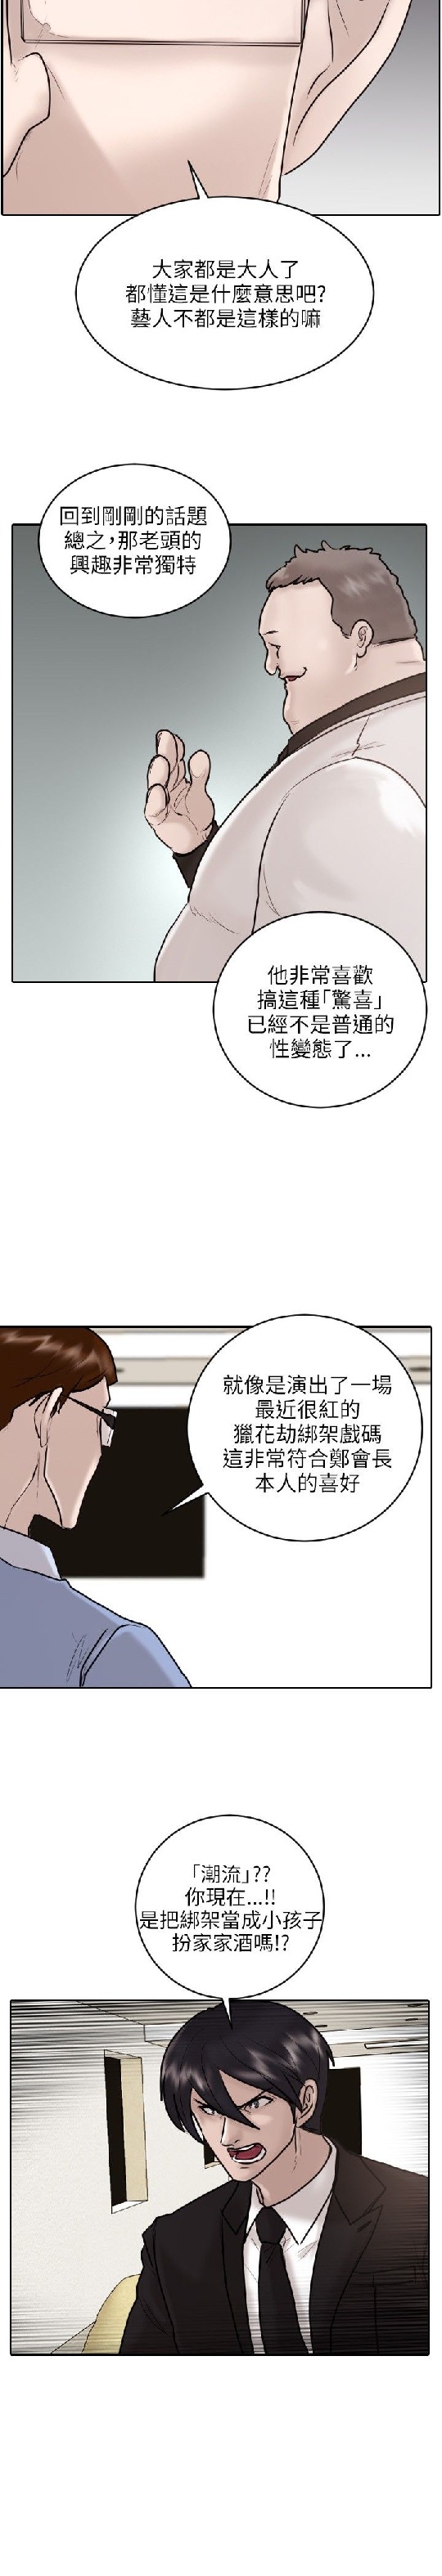 大家都是大人了
都懂這是什麼意思吧?
藝人不都是這樣的嘛
回到剛剛的話題
總之,那老頭的
興趣非常獨特
他非常喜歡
搞這種「驚喜」
已經不是普通的
性變態了...
就像是演出了一場
最近很紅的
獵花劫綁架戲碼
這非常符合鄭會長
本人的喜好
「潮流」??
你現在...!!
是把綁架當成小孩子
扮家家酒嗎!?